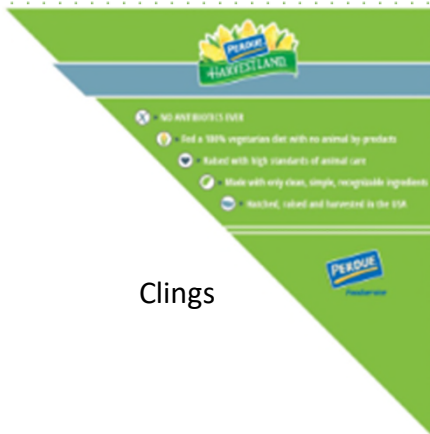 PERDUE
HARVESTLAND
NO ANTIBIOTICS EVER
= Fed a 100% vegetarian diet with no animal by-products
= Raised with high standards of animal care
= Made with only clean, simple, recognizable ingredients
= Hatched, raised and harvested in the USA
PERDUE
Foodservice
Clings